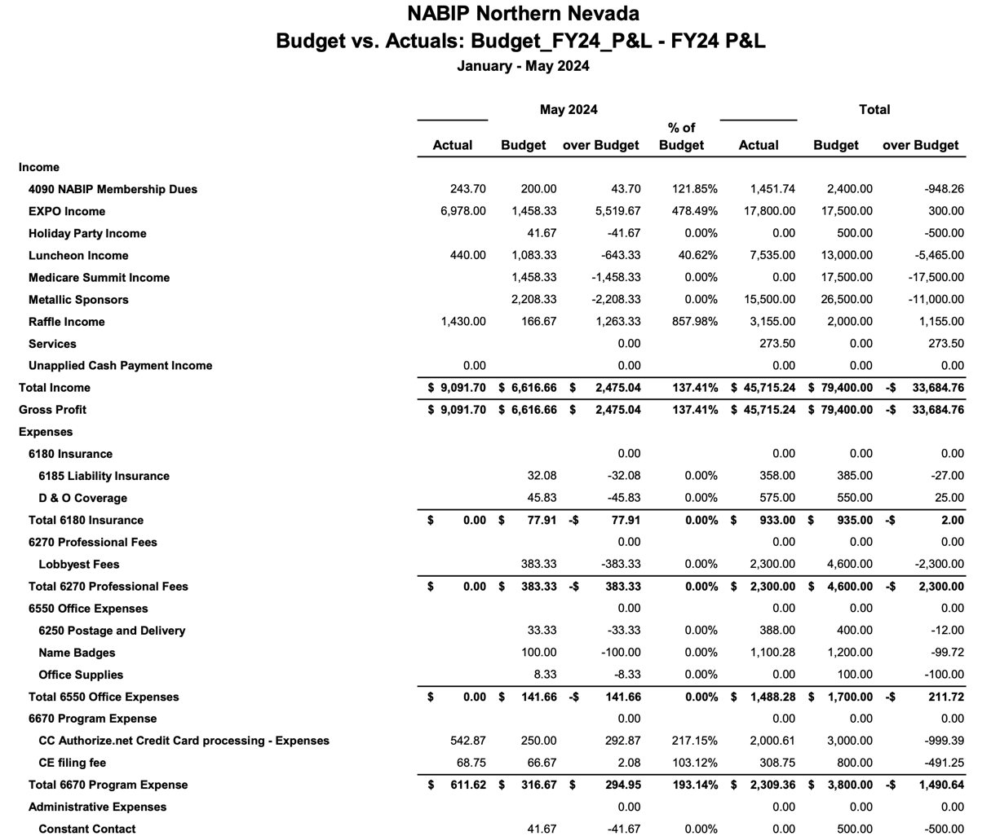 NABIP Northern Nevada
Budget vs. Actuals: Budget_FY24_P&L - FY24 P&L
January - May 2024
May 2024 Total
Actual Budget over Budget % of Budget Actual Budget over Budget
Income
4090 NABIP Membership Dues 243.70 200.00 43.70 121.85% 1,451.74 2,400.00 -948.26
EXPO Income 6,978.00 1,458.33 5,519.67 478.49% 17,800.00 17,500.00 300.00
Holiday Party Income 41.67 -41.67 0.00% 0.00 500.00 -500.00
Luncheon Income 440.00 1,083.33 -643.33 40.62% 7,535.00 13,000.00 -5,465.00
Medicare Summit Income 1,458.33 -1,458.33 0.00% 0.00 17,500.00 -17,500.00
Metallic Sponsors 2,208.33 -2,208.33 0.00% 15,500.00 26,500.00 -11,000.00
Raffle Income 1,430.00 166.67 1,263.33 857.98% 3,155.00 2,000.00 1,155.00
Services 0.00 273.50 0.00 273.50
Unapplied Cash Payment Income 0.00 0.00 0.00 0.00 0.00
Total Income $ 9,091.70 $ 6,616.66 $ 2,475.04 137.41% $ 45,715.24 $ 79,400.00 -$ 33,684.76
Gross Profit $ 9,091.70 $ 6,616.66 $ 2,475.04 137.41% $ 45,715.24 $ 79,400.00 -$ 33,684.76
Expenses
6180 Insurance 0.00 0.00 0.00 0.00
6185 Liability Insurance 32.08 -32.08 0.00% 358.00 385.00 -27.00
D & O Coverage 45.83 -45.83 0.00% 575.00 550.00 25.00
Total 6180 Insurance $ 0.00 $ 77.91 -$ 77.91 0.00% $ 933.00 $ 935.00 -$ 2.00
6270 Professional Fees 0.00 0.00 0.00 0.00
Lobbyest Fees 383.33 -383.33 0.00% 2,300.00 4,600.00 -2,300.00
Total 6270 Professional Fees $ 0.00 $ 383.33 -$ 383.33 0.00% $ 2,300.00 $ 4,600.00 -$ 2,300.00
6550 Office Expenses 0.00 0.00 0.00 0.00
6250 Postage and Delivery 33.33 -33.33 0.00% 388.00 400.00 -12.00
Name Badges 100.00 -100.00 0.00% 1,100.28 1,200.00 -99.72
Office Supplies 8.33 -8.33 0.00% 0.00 100.00 -100.00
Total 6550 Office Expenses $ 0.00 $ 141.66 -$ 141.66 0.00% $ 1,488.28 $ 1,700.00 -$ 211.72
6670 Program Expense 0.00 0.00 0.00 0.00
CC Authorize.net Credit Card processing - Expenses 542.87 250.00 292.87 217.15% 2,000.61 3,000.00 -999.39
CE filing fee 68.75 66.67 2.08 103.12% 308.75 800.00 -491.25
Total 6670 Program Expense $ 611.62 $ 316.67 $ 294.95 193.14% $ 2,309.36 $ 3,800.00 -$ 1,490.64
Administrative Expenses 0.00 0.00 0.00 0.00
Constant Contact 41.67 -41.67 0.00% 0.00 500.00 -500.00